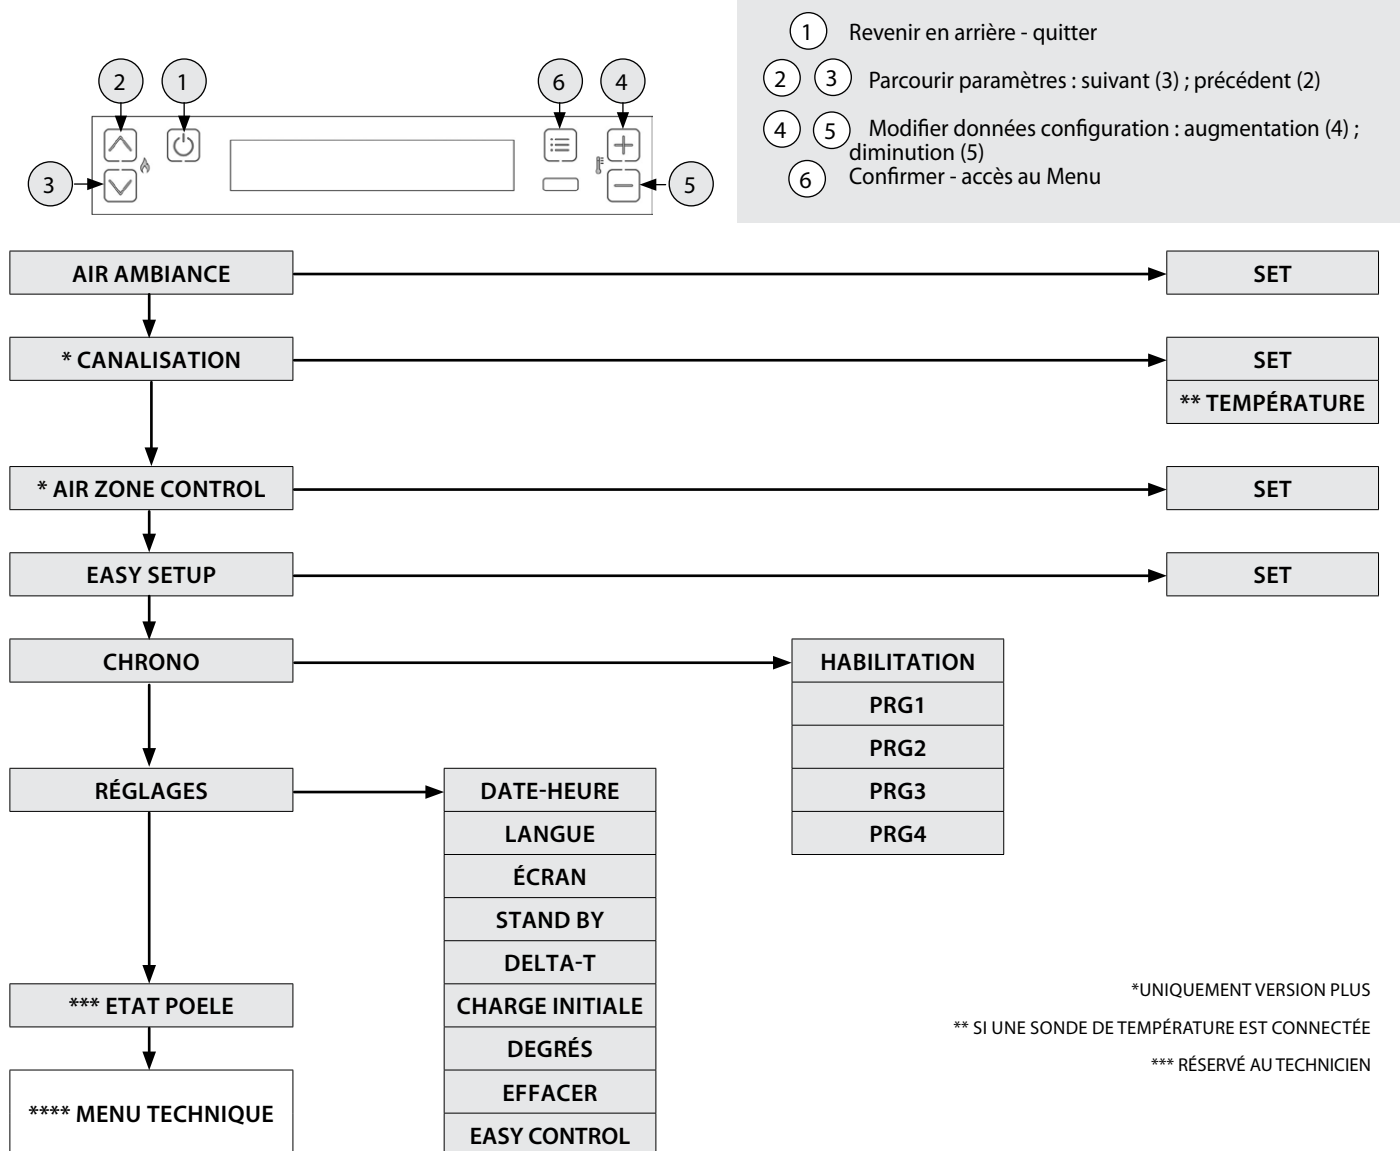 1 Revenir en arrière - quitter
2 3 Parcourir paramètres : suivant (3) ; précédent (2)
4 5 Modifier données configuration : augmentation (4) ;
diminution (5)
6 Confirmer - accès au Menu
2 1 6 4
3 5
AIR AMBIANCE SET
* CANALISATION SET
** TEMPÉRATURE
* AIR ZONE CONTROL SET
EASY SETUP SET
CHRONO HABILITATION
PRG1
PRG2
RÉGLAGES DATE-HEURE PRG3
LANGUE PRG4
ÉCRAN
STAND BY
DELTA-T
*** ETAT POELE CHARGE INITIALE
DEGRÉS
EFFACER
**** MENU TECHNIQUE
EASY CONTROL
*UNIQUEMENT VERSION PLUS
** SI UNE SONDE DE TEMPÉRATURE EST CONNECTÉE
*** RÉSERVÉ AU TECHNICIEN